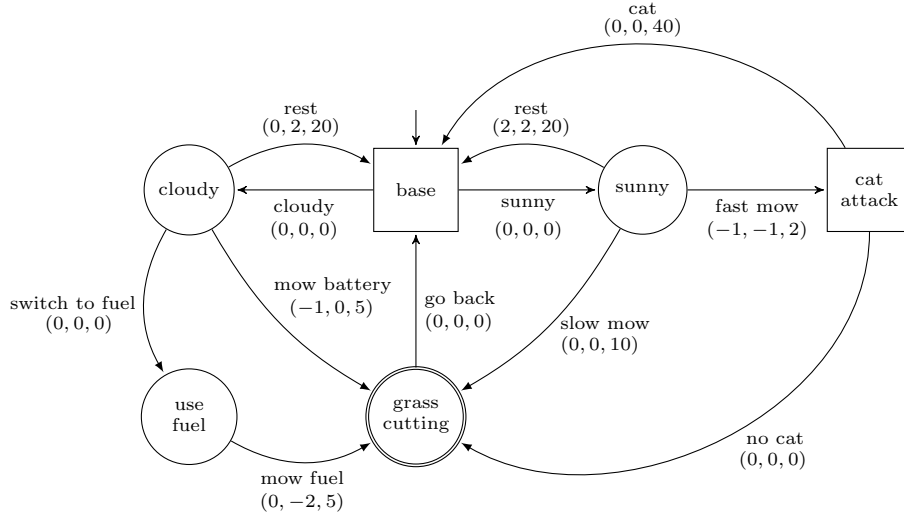 cat
(0, 0, 40)
rest
(0, 2, 20)
rest
(2, 2, 20)
cloudy
base
sunny
cat
attack
cloudy
(0, 0, 0)
sunny
(0, 0, 0)
fast mow
(−1, −1, 2)
mow battery
(−1, 0, 5)
switch to fuel
(0, 0, 0)
go back
(0, 0, 0)
slow mow
(0, 0, 10)
use
fuel
grass
cutting
no cat
(0, 0, 0)
mow fuel
(0, −2, 5)